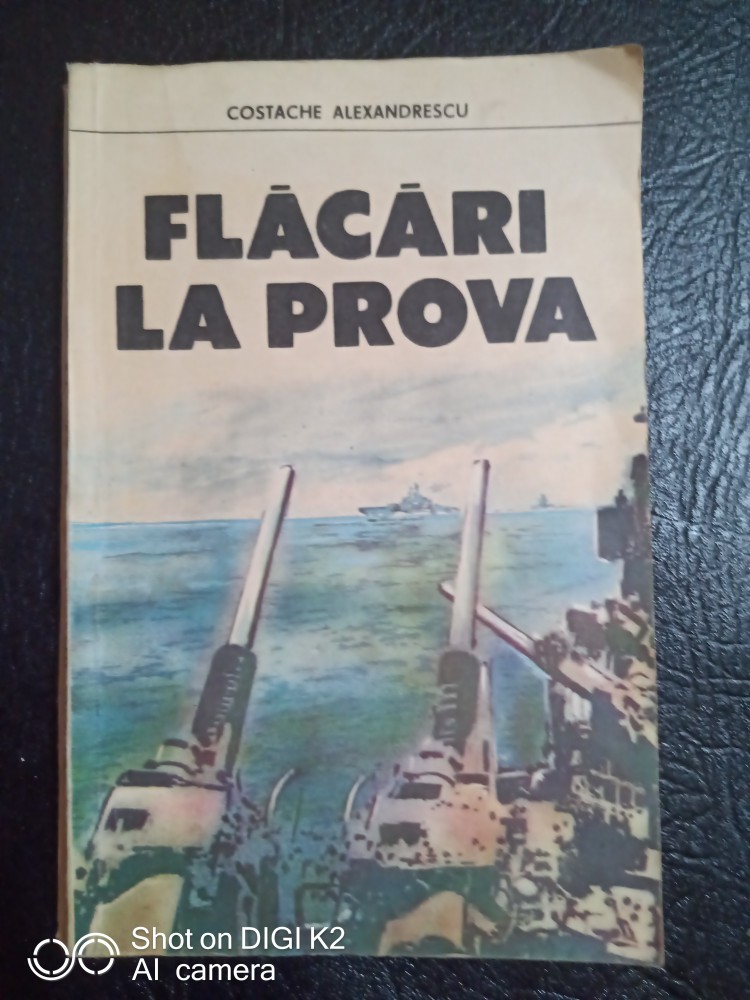 COSTACHE ALEXANDRESCU
FLĂCĂRI
LA PROVA
Shot on DIGI K2
AI camera